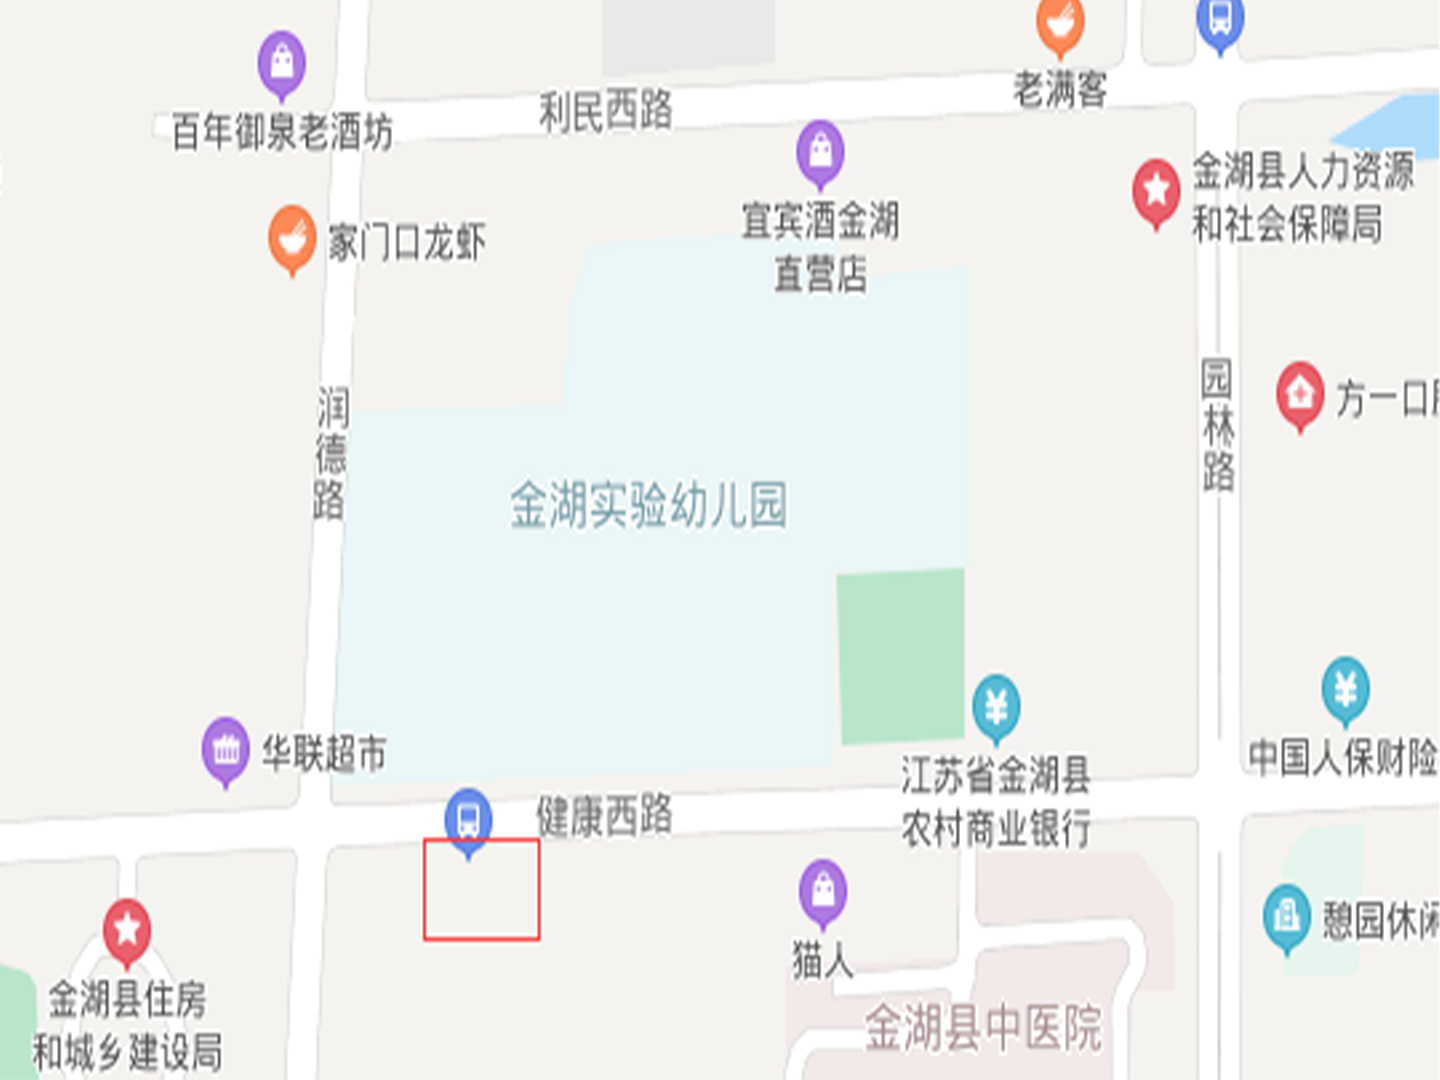 老满客
利民西路
百年御泉老酒坊
金湖县人力资源
和社会保障局
宜宾酒金湖
直营店
家门口龙虾
园林路
方一口
润德路
金湖实验幼儿园
华联超市
中国人保财险
江苏省金湖县
农村商业银行
健康西路
憩园休闲
猫人
金湖县住房
和城乡建设局
金湖县中医院